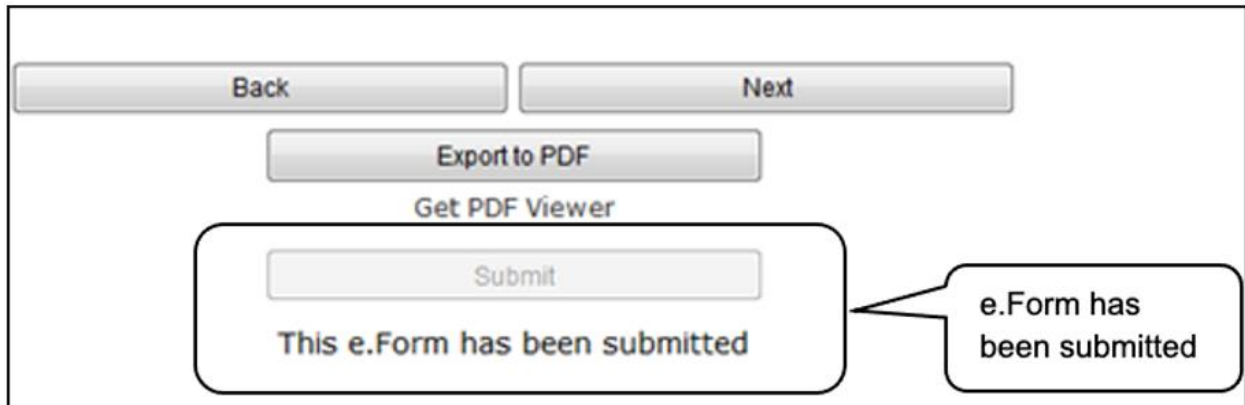 Back Next
Export to PDF
Get PDF Viewer
Submit
This e.Form has been submitted
e.Form has
been submitted